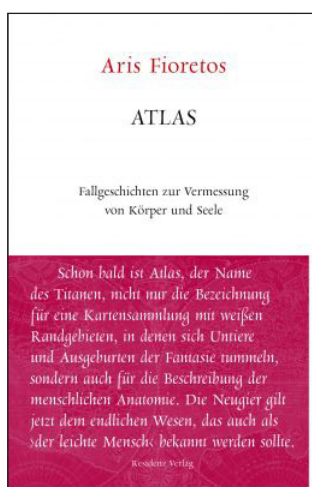 Aris Fioretos
ATLAS
Fallgeschichten zur Vermessung
von Körper und Seele
Schon bald ist Atlas, der Name
des Titanen, nicht nur die Bezeichnung
für eine Kartensammlung mit weißen
Randgebieten, in denen sich Untiere
und Ausgeburten der Fantasie tummeln,
sondern auch für die Beschreibung der
menschlichen Anatomie. Die Neugier gilt
jetzt dem endlichen Wesen, das auch als
›der leichte Mensch‹ bekannt werden sollte.
Residenz Verlag